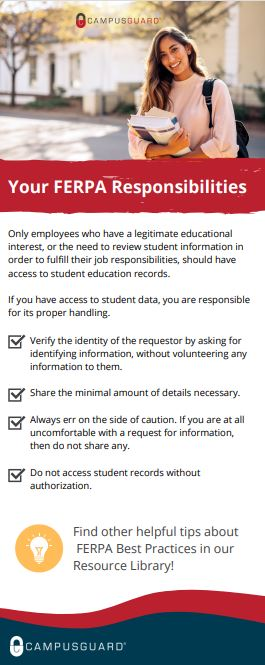 CAMPUSGUARD
Your FERPA Responsibilities
Only employees who have a legitimate educational
interest, or the need to review student information in
order to fulfill their job responsibilities, should have
access to student education records.
If you have access to student data, you are responsible
for its proper handling.
Verify the identity of the requestor by asking for
identifying information, without volunteering any
information to them.
Share the minimal amount of details necessary.
Always err on the side of caution. If you are at all
uncomfortable with a request for information,
then do not share any.
Do not access student records without
authorization.
Find other helpful tips about
FERPA Best Practices in our
Resource Library!
CAMPUSGUARD®